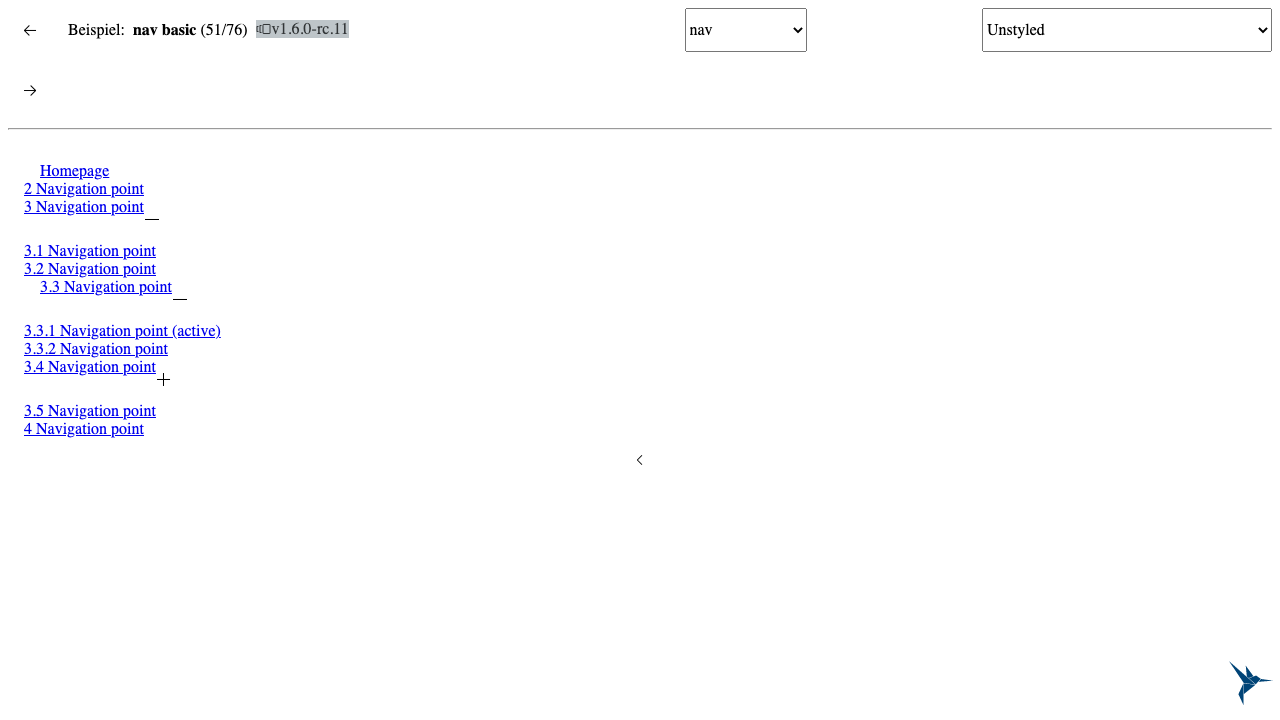 Beispiel: nav basic (51/76) v1.6.0-rc.11 nav Unstyled
Homepage
2 Navigation point
3 Navigation point
3.1 Navigation point
3.2 Navigation point
3.3 Navigation point
3.3.1 Navigation point (active)
3.3.2 Navigation point
3.4 Navigation point
3.5 Navigation point
4 Navigation point